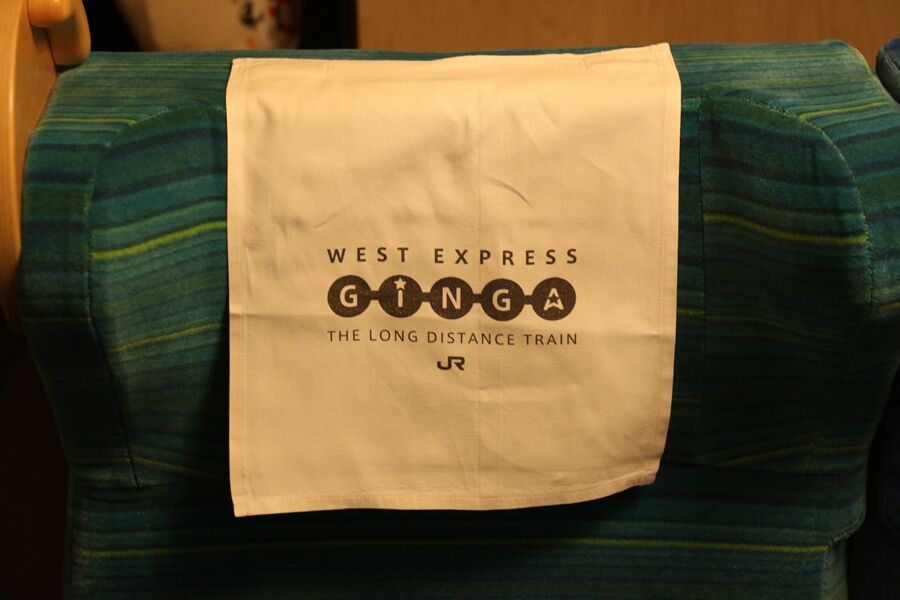 WEST EXPRESS
GiNGA
THE LONG DISTANCE TRAIN
JR